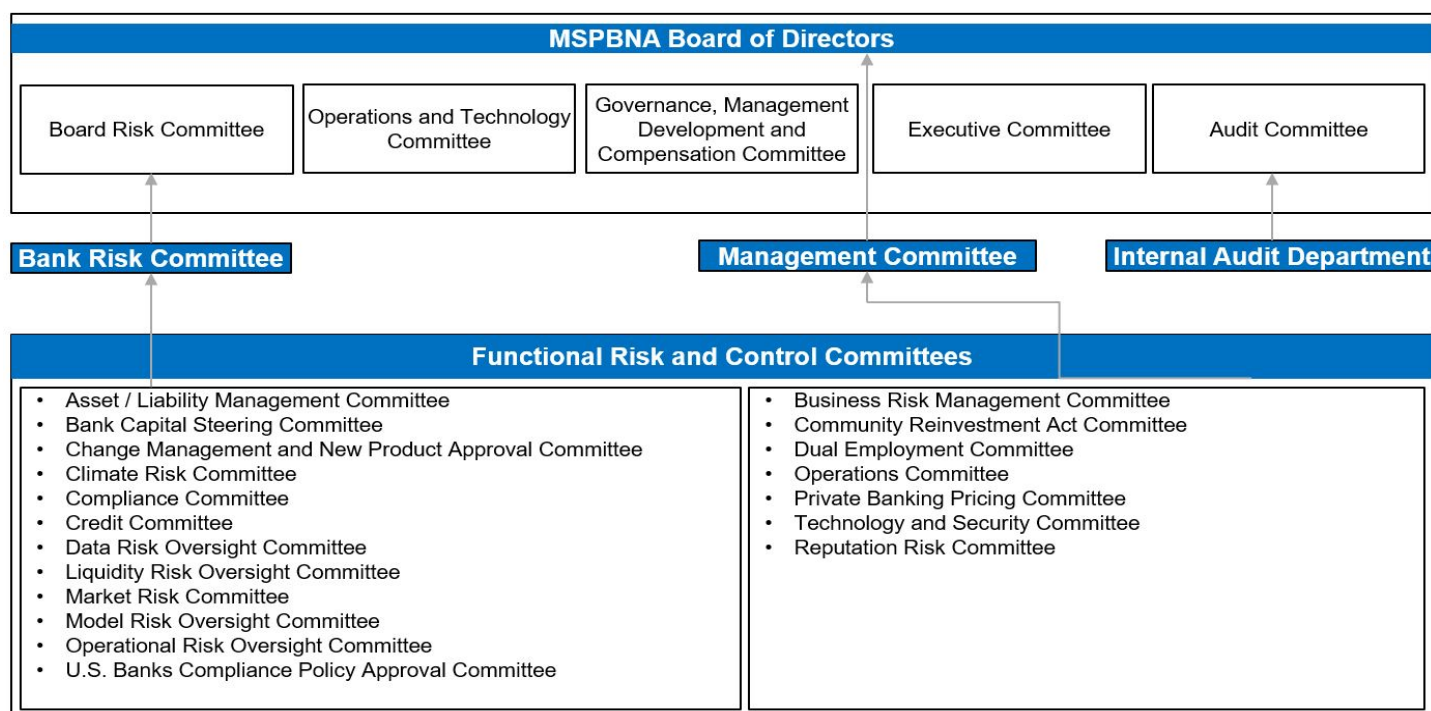 MSPBNA Board of Directors
Board Risk Committee
Operations and Technology
Committee
Governance, Management
Development and
Compensation Committee
Executive Committee
Audit Committee
Bank Risk Committee
Management Committee
Internal Audit Department
Functional Risk and Control Committees
• Asset / Liability Management Committee
• Bank Capital Steering Committee
• Change Management and New Product Approval Committee
• Climate Risk Committee
• Compliance Committee
• Credit Committee
• Data Risk Oversight Committee
• Liquidity Risk Oversight Committee
• Market Risk Committee
• Model Risk Oversight Committee
• Operational Risk Oversight Committee
• U.S. Banks Compliance Policy Approval Committee
• Business Risk Management Committee
• Community Reinvestment Act Committee
• Dual Employment Committee
• Operations Committee
• Private Banking Pricing Committee
• Technology and Security Committee
• Reputation Risk Committee